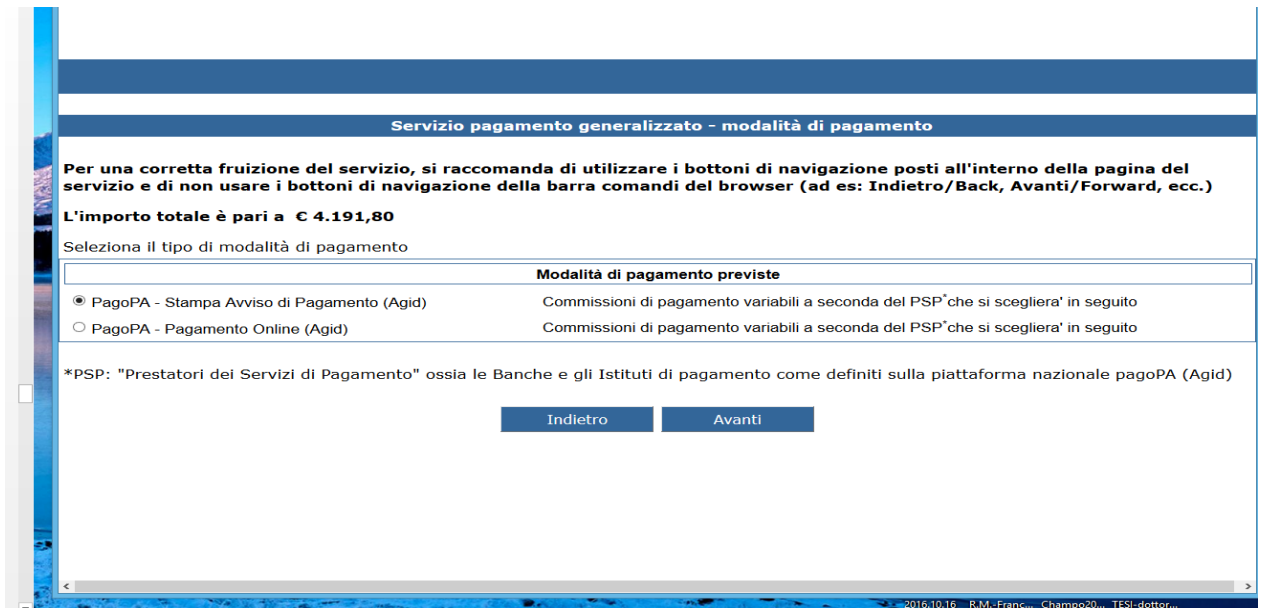 Servizio pagamento generalizzato - modalità di pagamento
Per una corretta fruizione del servizio, si raccomanda di utilizzare i bottoni di navigazione posti all'interno della pagina del
servizio e di non usare i bottoni di navigazione della barra comandi del browser (ad es: Indietro/Back, Avanti/Forward, ecc.)
L'importo totale è pari a € 4.191,80
Seleziona il tipo di modalità di pagamento
Modalità di pagamento previste
PagoPA - Stampa Avviso di Pagamento (Agid) Commissioni di pagamento variabili a seconda del PSP*che si scegliera' in seguito
PagoPA - Pagamento Online (Agid) Commissioni di pagamento variabili a seconda del PSP*che si scegliera' in seguito
*PSP: "Prestatori dei Servizi di Pagamento" ossia le Banche e gli Istituti di pagamento come definiti sulla piattaforma nazionale pagoPA (Agid)
Indietro Avanti
2016.10.16 R.M.-Franc... Champo20... TESI-dottor...